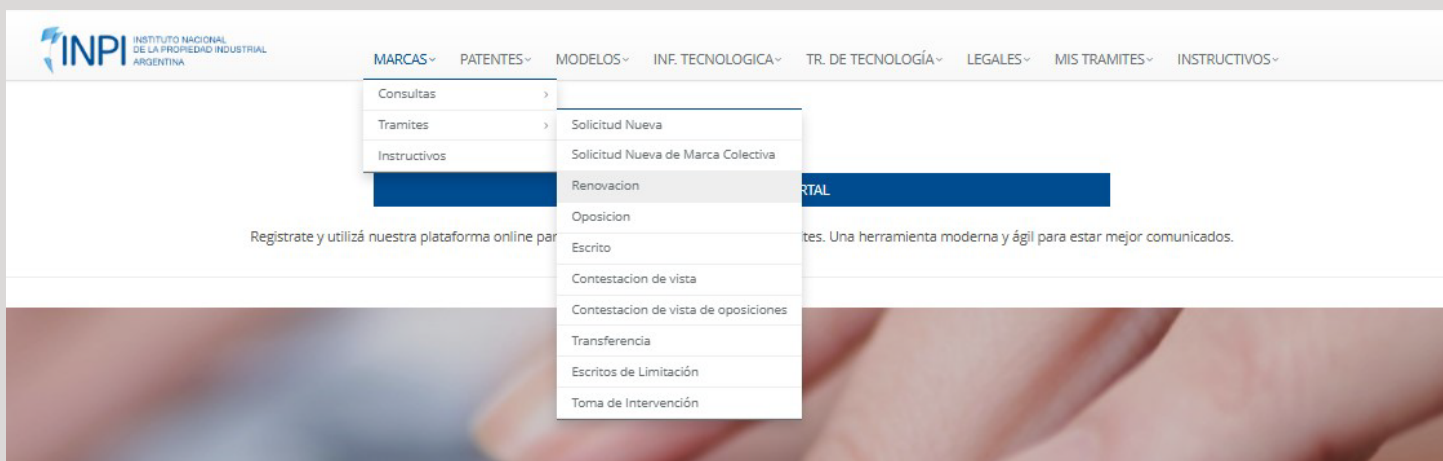 INPI INSTITUTO NACIONAL
DE LA PROPIEDAD INDUSTRIAL
ARGENTINA
MARCAS PATENTES MODELOS INF. TECNOLOGICA TR. DE TECNOLOGÍA LEGALES MIS TRAMITES INSTRUCTIVOS
Consultas
Tramites
Instructivos
Solicitud Nueva
Solicitud Nueva de Marca Colectiva
Renovacion
Oposicion
Escrito
Contestacion de vista
Contestacion de vista de oposiciones
Transferencia
Escritos de Limitación
Toma de Intervención
RTAL
Registrate y utilizá nuestra plataforma online par tes. Una herramienta moderna y ágil para estar mejor comunicados.